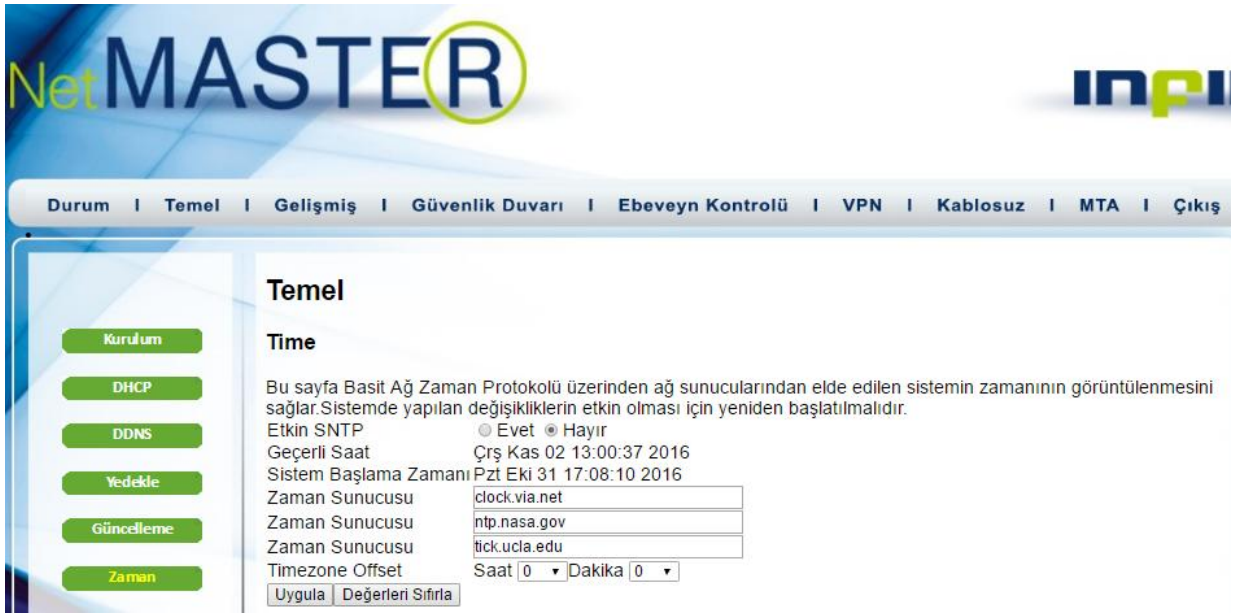 NetMASTER
Durum | Temel | Gelişmiş | Güvenlik Duvarı | Ebeveyn Kontrolü | VPN | Kablosuz | MTA | Çıkış
Kurulum
DHCP
DDNS
Yedekle
Güncelleme
Zaman
Temel
Time
Bu sayfa Basit Ağ Zaman Protokolü üzerinden ağ sunucularından elde edilen sistemin zamanının görüntülenmesini
sağlar.Sistemde yapılan değişikliklerin etkin olması için yeniden başlatılmalıdır.
Etkin SNTP Evet Hayır
Geçerli Saat Çrş Kas 02 13:00:37 2016
Sistem Başlama Zamanı Pzt Eki 31 17:08:10 2016
Zaman Sunucusu clock.via.net
Zaman Sunucusu ntp.nasa.gov
Zaman Sunucusu tick.ucla.edu
Timezone Offset Saat 0 Dakika 0
Uygula Değerleri Sıfırla